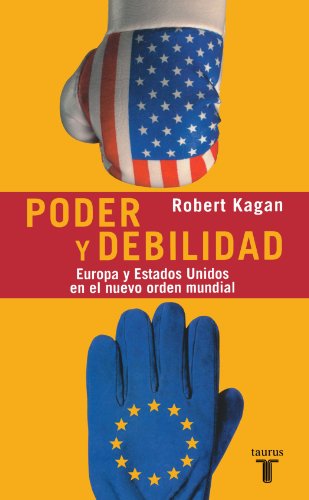 Robert Kagan
PODER
Y DEBILIDAD
Europa y Estados Unidos
en el nuevo orden mundial
taurus